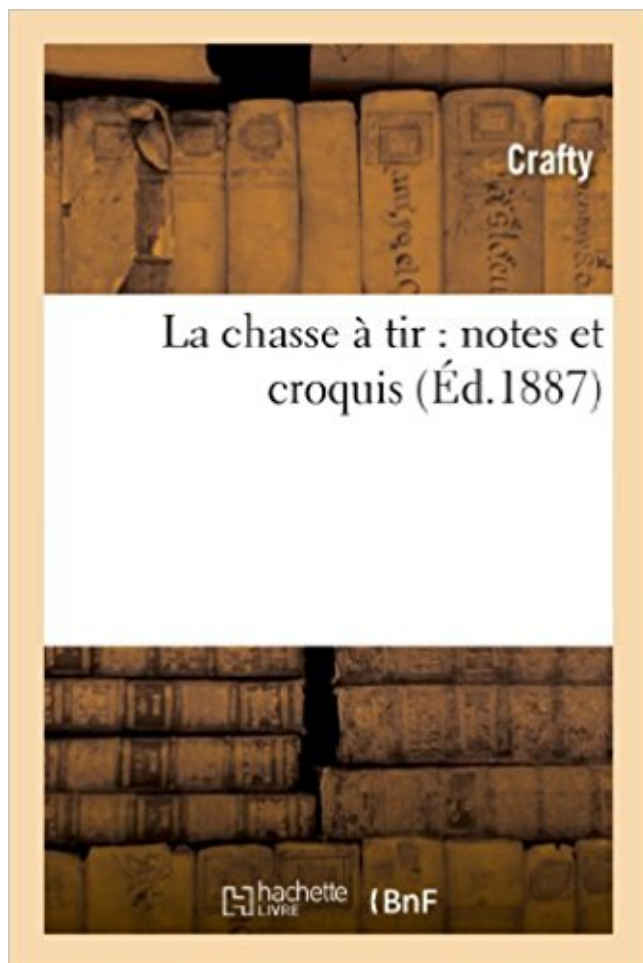 Crafty
La chasse à tir : notes et
croquis (Éd.1887)
hachette
LIVRE
BnF